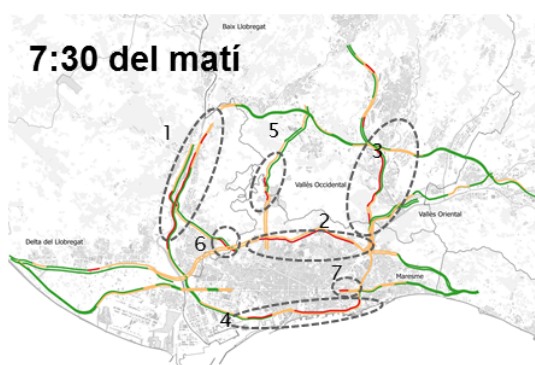 Baix Llobregat
7:30 del matí
1
5
3
Vallès Occidental
2
Vallès Oriental
Delta del Llobregat
6
7
Maresme
4